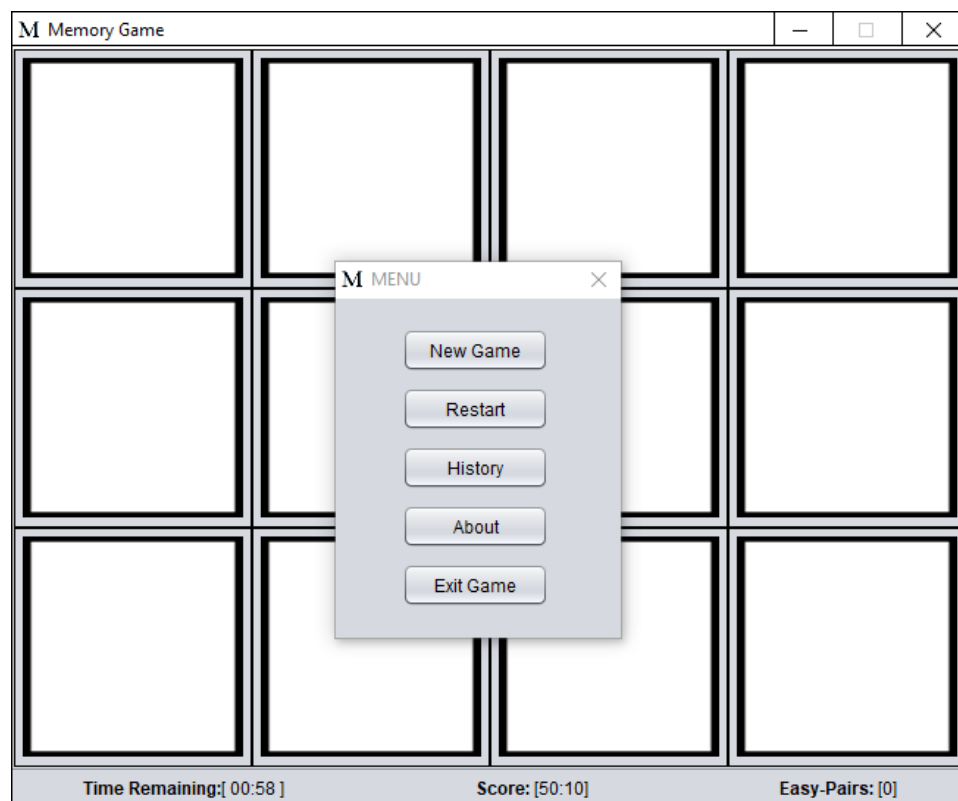 M Memory Game
M MENU
New Game
Restart
History
About
Exit Game
Time Remaining:[ 00:58 ] Score: [50:10] Easy-Pairs: [0]